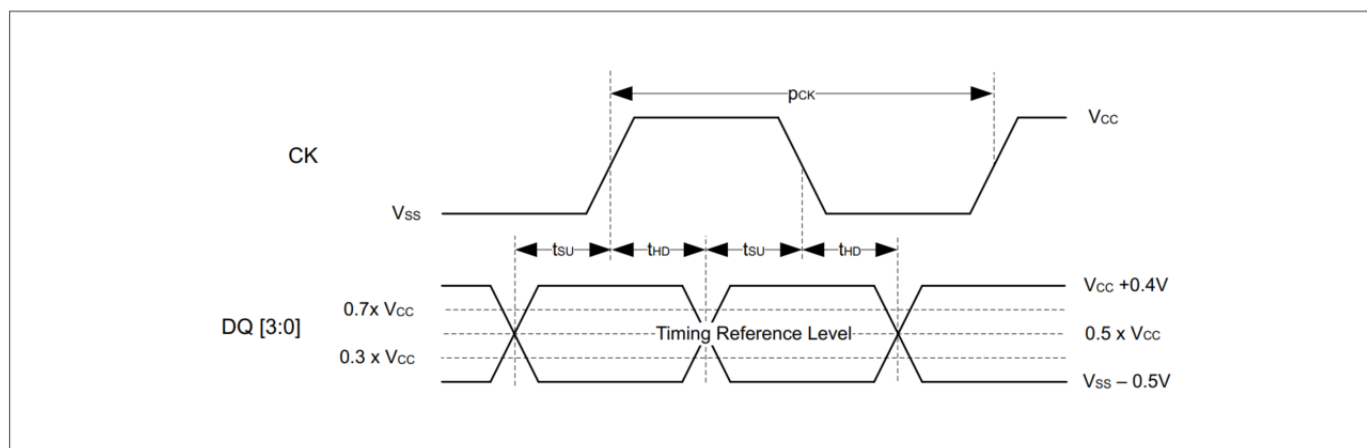 pCK
VCC
CK
VSS
tSU tHD tSU tHD
VCC +0.4V
0.7x VCC
DQ [3:0] Timing Reference Level 0.5 x VCC
0.3 x VCC
VSS – 0.5V